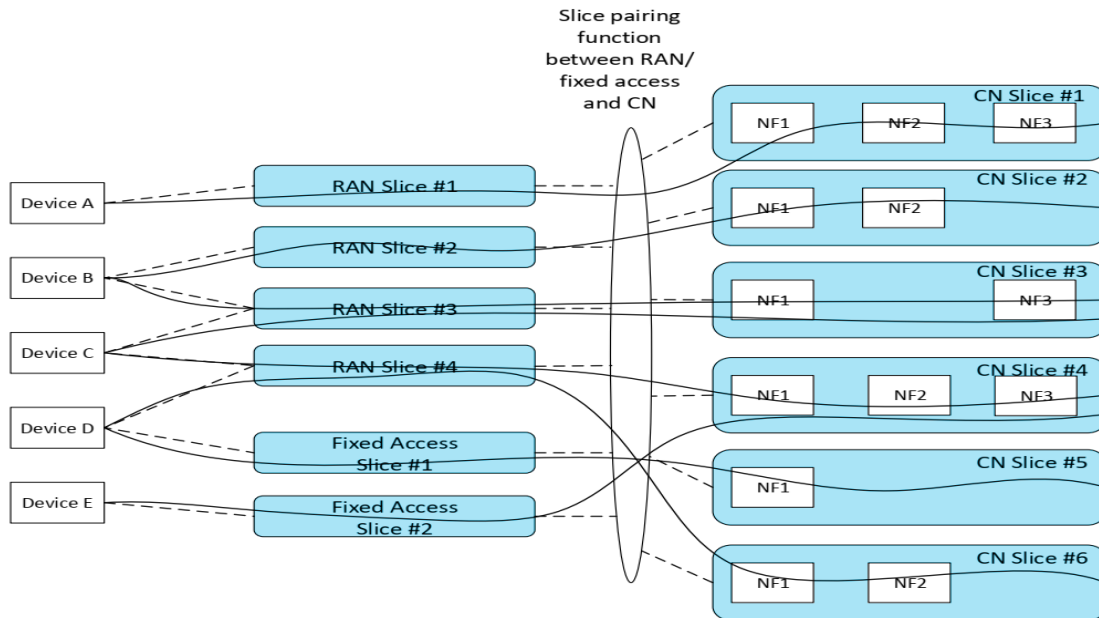 Slice pairing
function
between RAN/
fixed access
and CN
CN Slice #1
NF1
NF2
NF3
RAN Slice #1
CN Slice #2
NF1
NF2
Device A
RAN Slice #2
Device B
CN Slice #3
NF1
NF3
RAN Slice #3
Device C
RAN Slice #4
CN Slice #4
NF1
NF2
NF3
Device D
Fixed Access
Slice #1
CN Slice #5
NF1
Device E
Fixed Access
Slice #2
CN Slice #6
NF1
NF2